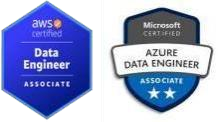 aws
certified
Data
Engineer
ASSOCIATE
Microsoft
CERTIFIED
AZURE
DATA ENGINEER
ASSOCIATE